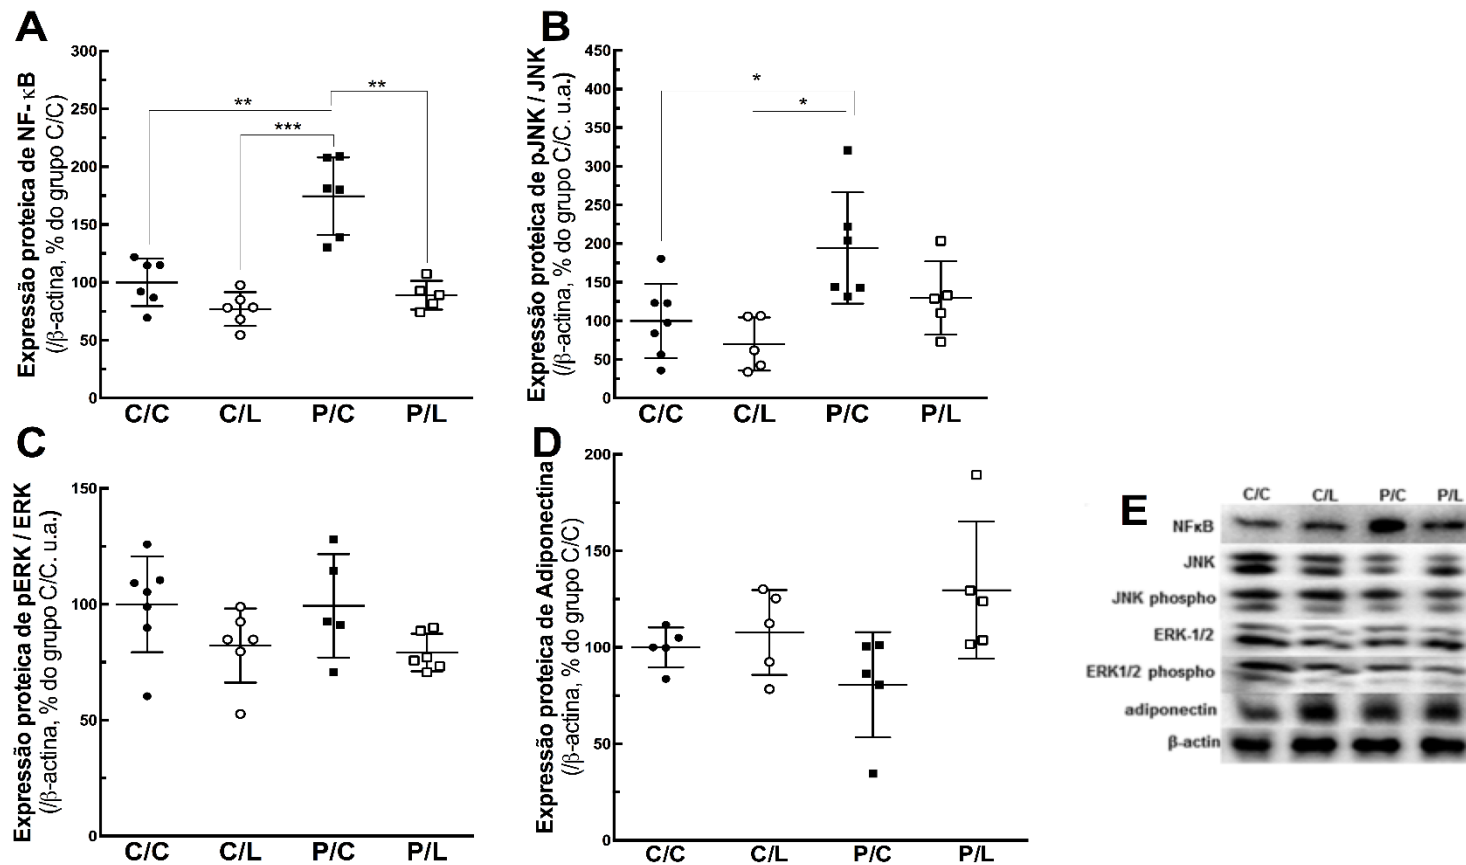 A
Expressão proteica de NF-κB
(/β-actina, % do grupo C/C)
300
250
200
150
100
50
0
**
***
**
C/C C/L P/C P/L
B
Expressão proteica de pJNK / JNK
(/β-actina, % do grupo C/C. u.a.)
450
400
350
300
250
200
150
100
50
0
*
*
C/C C/L P/C P/L
C
Expressão proteica de pERK / ERK
(/β-actina, % do grupo C/C. u.a.)
150
100
50
0
C/C C/L P/C P/L
D
Expressão proteica de Adiponectina
(/β-actina, % do grupo C/C)
200
150
100
50
0
C/C C/L P/C P/L
E
C/C C/L P/C P/L
NFκB
JNK
JNK phospho
ERK-1/2
ERK1/2 phospho
adiponectin
β-actin